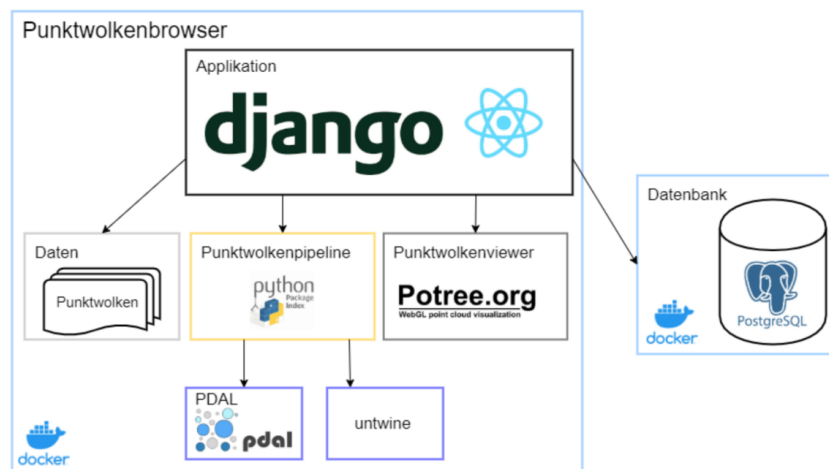 Punktwolkenbrowser
Applikation
django
Datenbank
Daten
Punktwolkenpipeline
Punktwolkenviewer
Punktwolken
python
Package
Index
Potree.org
WebGL point cloud visualization
PostgreSQL
docker
PDAL
pdal
untwine
docker